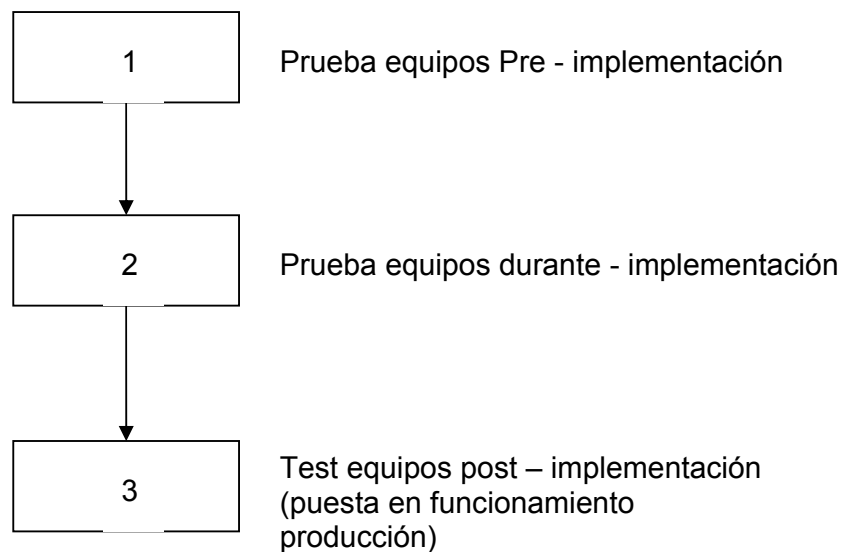 1
Prueba equipos Pre - implementación
2
Prueba equipos durante - implementación
3
Test equipos post – implementación
(puesta en funcionamiento
producción)